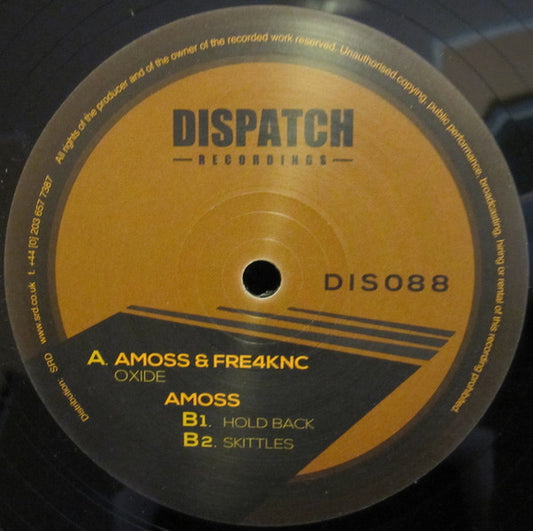 All rights of the producer and of the owner of the recorded work reserved. Unauthorised copying, public performance, broadcasting, hiring or rental of this recording prohibited
DISPATCH
RECORDINGS
DIS088
A. AMOSS & FRE4KNC
OXIDE
AMOSS
B1. HOLD BACK
B2. SKITTLES
Distribution: SRD www.srd.co.uk t. +44 [0] 203 657 7387